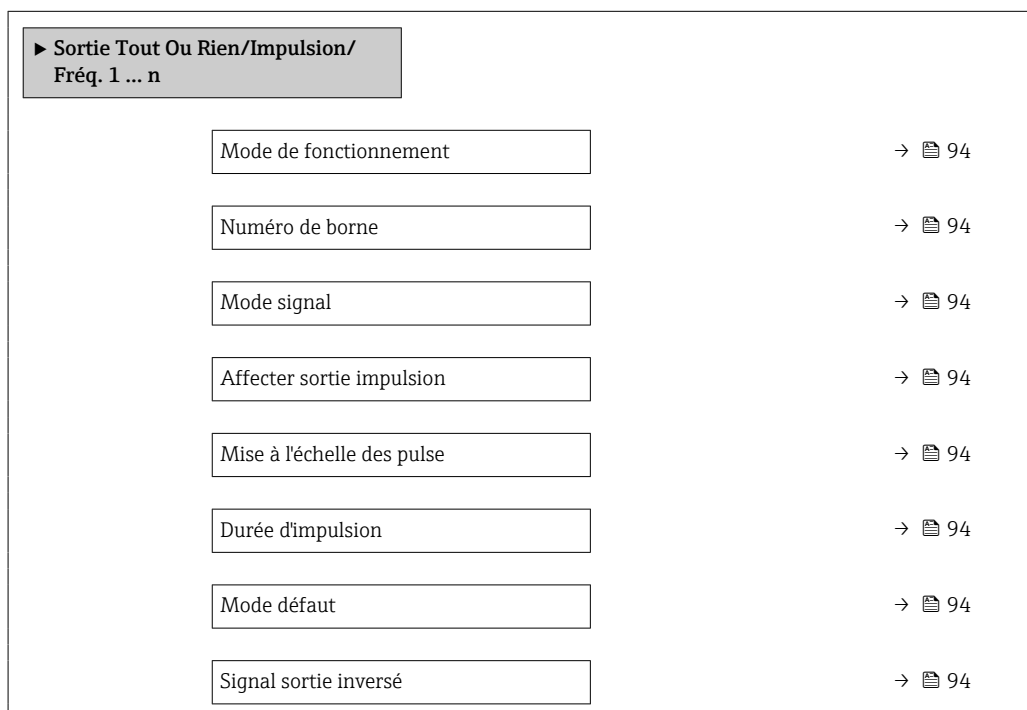 ► Sortie Tout Ou Rien/Impulsion/
Fréq. 1 … n
Mode de fonctionnement → 94
Numéro de borne → 94
Mode signal → 94
Affecter sortie impulsion → 94
Mise à l'échelle des pulse → 94
Durée d'impulsion → 94
Mode défaut → 94
Signal sortie inversé → 94